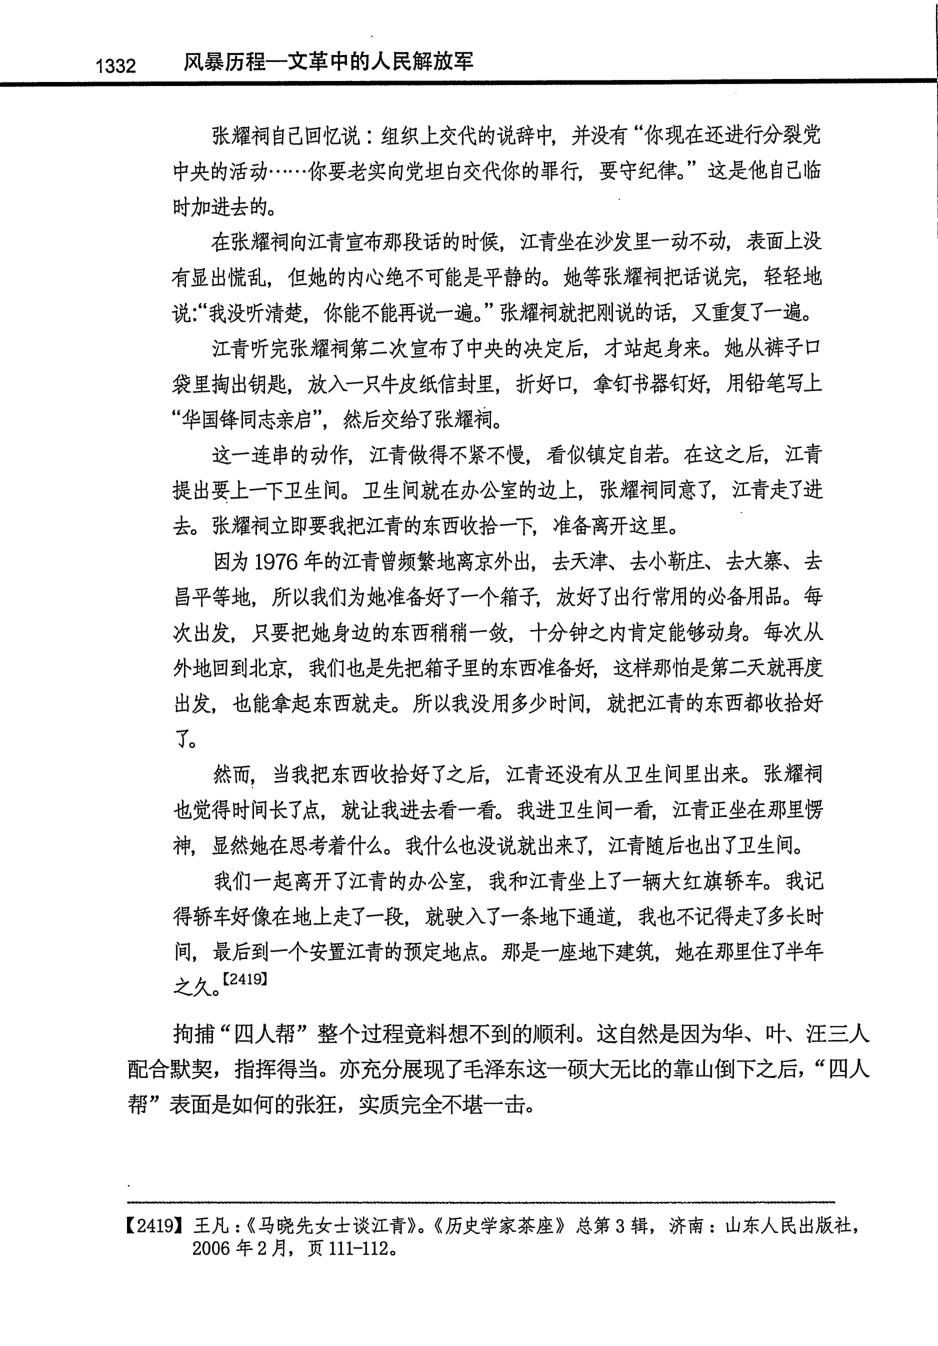 1332 风暴历程—文革中的人民解放军
张耀祠自己回忆说：组织上交代的说辞中，并没有“你现在还进行分裂党
中央的活动……你要老实向党坦白交代你的罪行，要守纪律。”这是他自己临
时加进去的。
在张耀祠向江青宣布那段话的时候，江青坐在沙发里一动不动，表面上没
有显出慌乱，但她的内心绝不可能是平静的。她等张耀祠把话说完，轻轻地
说:“我没听清楚，你能不能再说一遍。”张耀祠就把刚说的话，又重复了一遍。
江青听完张耀祠第二次宣布了中央的决定后，才站起身来。她从裤子口
袋里掏出钥匙，放入一只牛皮纸信封里，折好口，拿钉书器钉好，用铅笔写上
“华国锋同志亲启”，然后交给了张耀祠。
这一连串的动作，江青做得不紧不慢，看似镇定自若。在这之后，江青
提出要上一下卫生间。卫生间就在办公室的边上，张耀祠同意了，江青走了进
去。张耀祠立即要我把江青的东西收拾一下，准备离开这里。
因为 1976 年的江青曾频繁地离京外出，去天津、去小靳庄、去大寨、去
昌平等地，所以我们为她准备好了一个箱子，放好了出行常用的必备用品。每
次出发，只要把她身边的东西稍稍一敛，十分钟之内肯定能够动身。每次从
外地回到北京，我们也是先把箱子里的东西准备好，这样那怕是第二天就再度
出发，也能拿起东西就走。所以我没用多少时间，就把江青的东西都收拾好
了。
然而，当我把东西收拾好了之后，江青还没有从卫生间里出来。张耀祠
也觉得时间长了点，就让我进去看一看。我进卫生间一看，江青正坐在那里愣
神，显然她在思考着什么。我什么也没说就出来了，江青随后也出了卫生间。
我们一起离开了江青的办公室，我和江青坐上了一辆大红旗轿车。我记
得轿车好像在地上走了一段，就驶入了一条地下通道，我也不记得走了多长时
间，最后到一个安置江青的预定地点。那是一座地下建筑，她在那里住了半年
之久。【2419】
拘捕“四人帮”整个过程竟料想不到的顺利。这自然是因为华、叶、汪三人
配合默契，指挥得当。亦充分展现了毛泽东这一硕大无比的靠山倒下之后，“四人
帮”表面是如何的张狂，实质完全不堪一击。
【2419】王凡：《马晓先女士谈江青》。《历史学家茶座》总第 3 辑，济南：山东人民出版社，
2006 年 2 月，页 111-112。